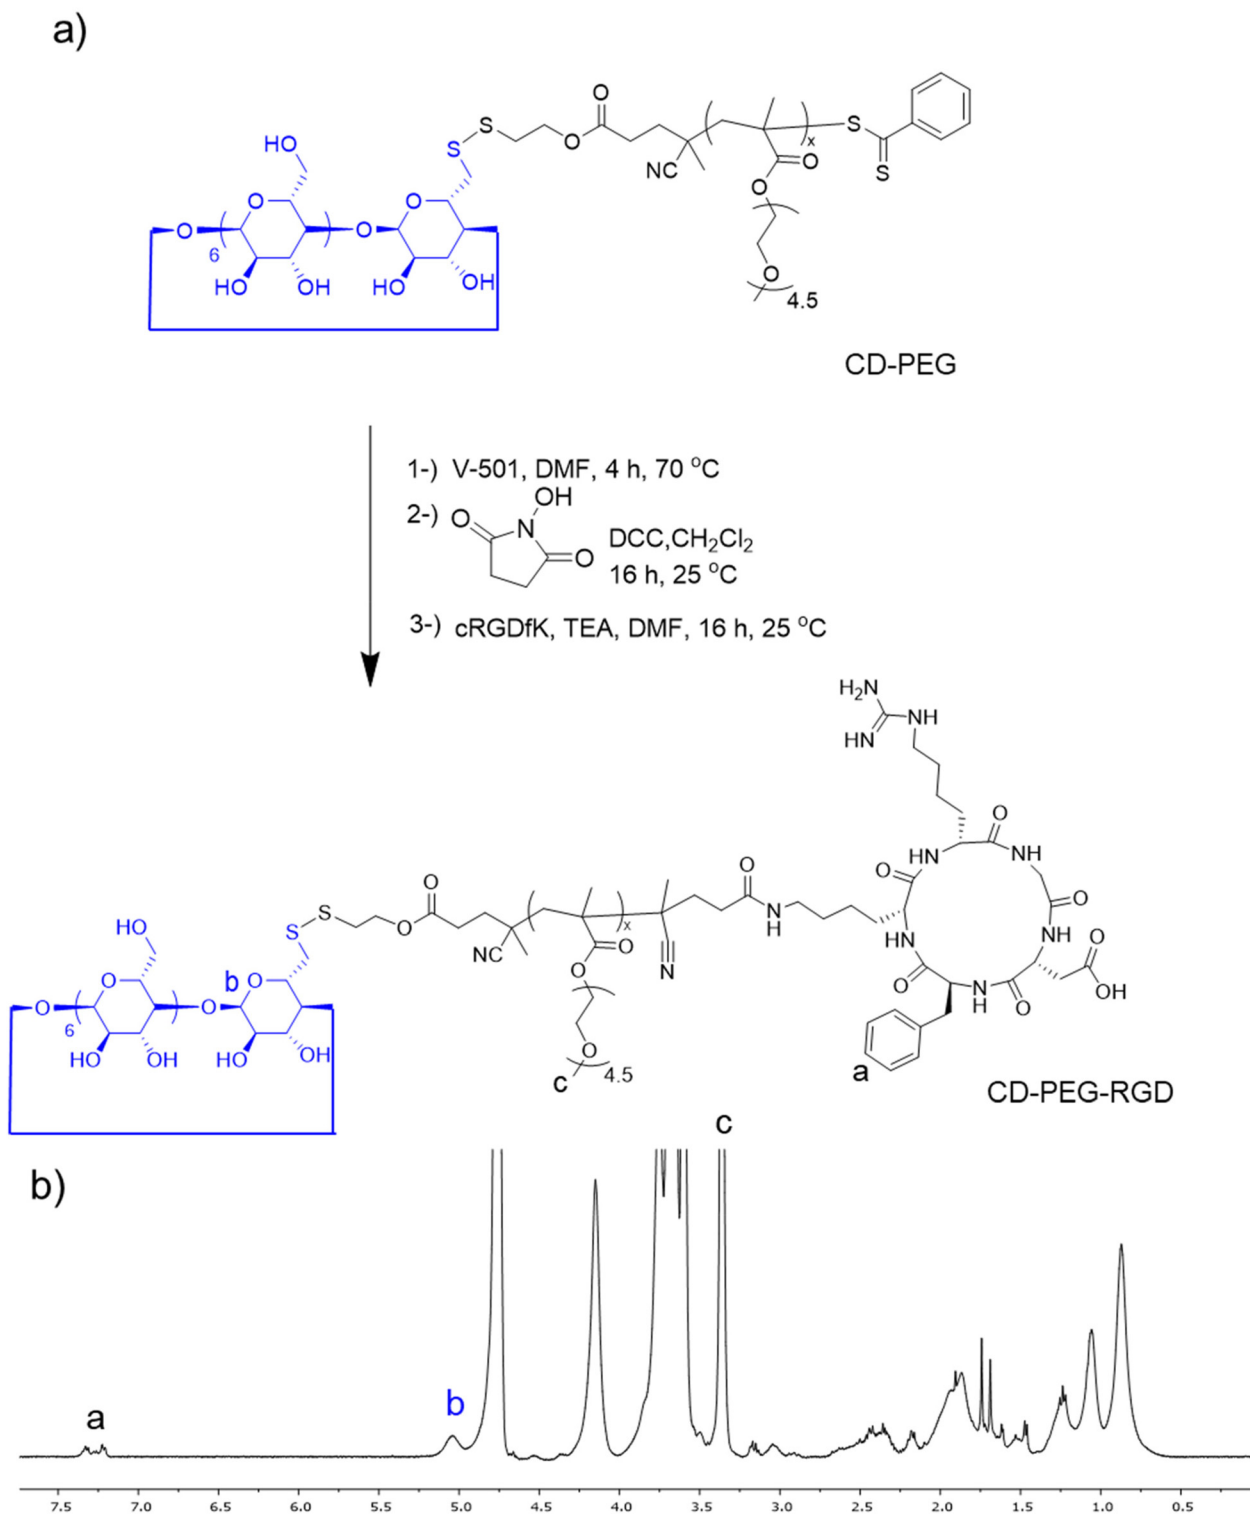 a)
O
S
S
O
NC
x
O
O
S
S
HO
O
O
O
O
O
6
HO
OH
HO
OH
O
4.5
CD-PEG
1-) V-501, DMF, 4 h, 70 °C
OH
2-) O N O DCC,CH₂Cl₂
16 h, 25 °C
3-) cRGDfK, TEA, DMF, 16 h, 25 °C
H₂N
NH
HN
O
HN
NH
O
O
O
O
N
H
HN
NH
O
O
OH
O
N
H
O
S
S
O
NC
x
O
O
N
HO
O
b O
O
O
6
HO
OH
HO
OH
O
c
4.5
a
CD-PEG-RGD
c
b)
b
a
7.5 7.0 6.5 6.0 5.5 5.0 4.5 4.0 3.5 3.0 2.5 2.0 1.5 1.0 0.5